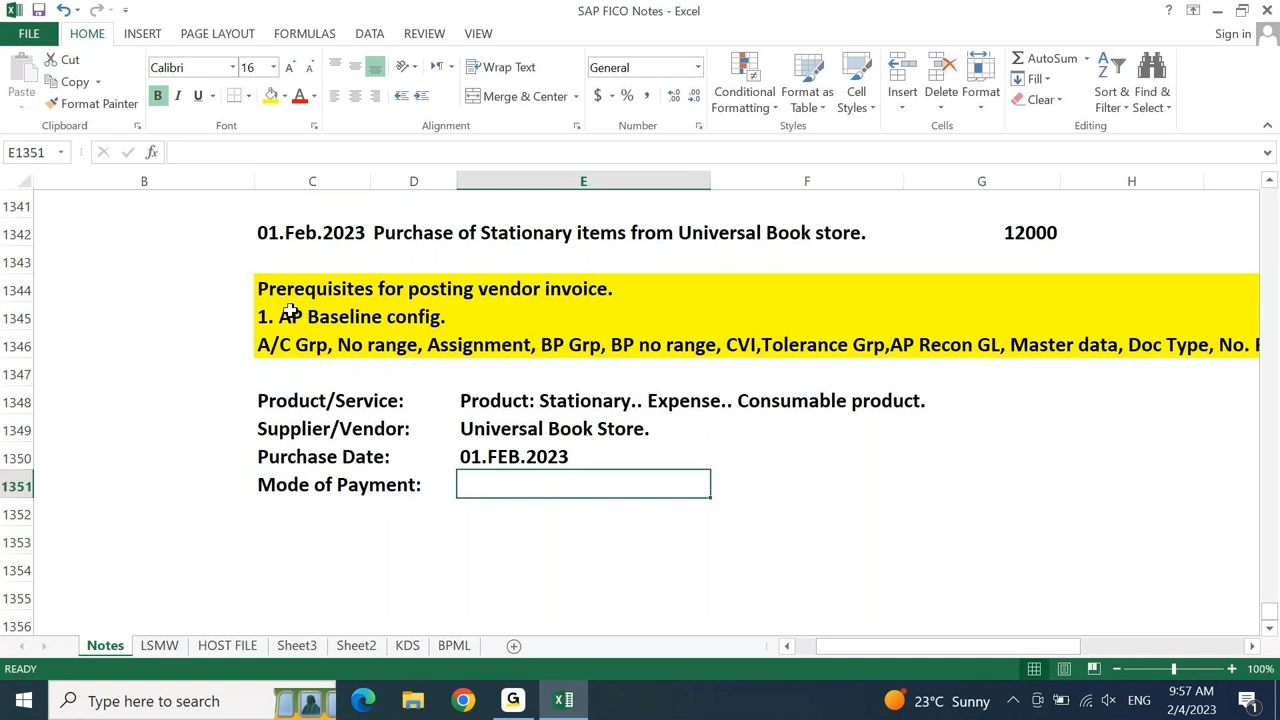 SAP FICO Notes - Excel
Sign in
FILE HOME INSERT PAGE LAYOUT FORMULAS DATA REVIEW VIEW
Paste
Cut
Copy
Format Painter
Clipboard
Calibri 16
B I U A
Font
Wrap Text
Merge & Center
Alignment
General
$ % ,
Number
Conditional Formatting
Format as Table
Cell Styles
Styles
Insert Delete Format
Cells
AutoSum
Fill
Clear
Sort & Filter
Find & Select
Editing
E1351 fx
B C D E F G H
1341
1342 01.Feb.2023 Purchase of Stationary items from Universal Book store. 12000
1343
1344 Prerequisites for posting vendor invoice.
1345 1. AP Baseline config.
1346 A/C Grp, No range, Assignment, BP Grp, BP no range, CVI,Tolerance Grp,AP Recon GL, Master data, Doc Type, No.
1347
1348 Product/Service: Product: Stationary.. Expense.. Consumable product.
1349 Supplier/Vendor: Universal Book Store.
1350 Purchase Date: 01.FEB.2023
1351 Mode of Payment:
1352
1353
1354
1355
1356
Notes LSMW HOST FILE Sheet3 Sheet2 KDS BPML
READY 100%
Type here to search
23°C Sunny
ENG
9:57 AM
2/4/2023
1